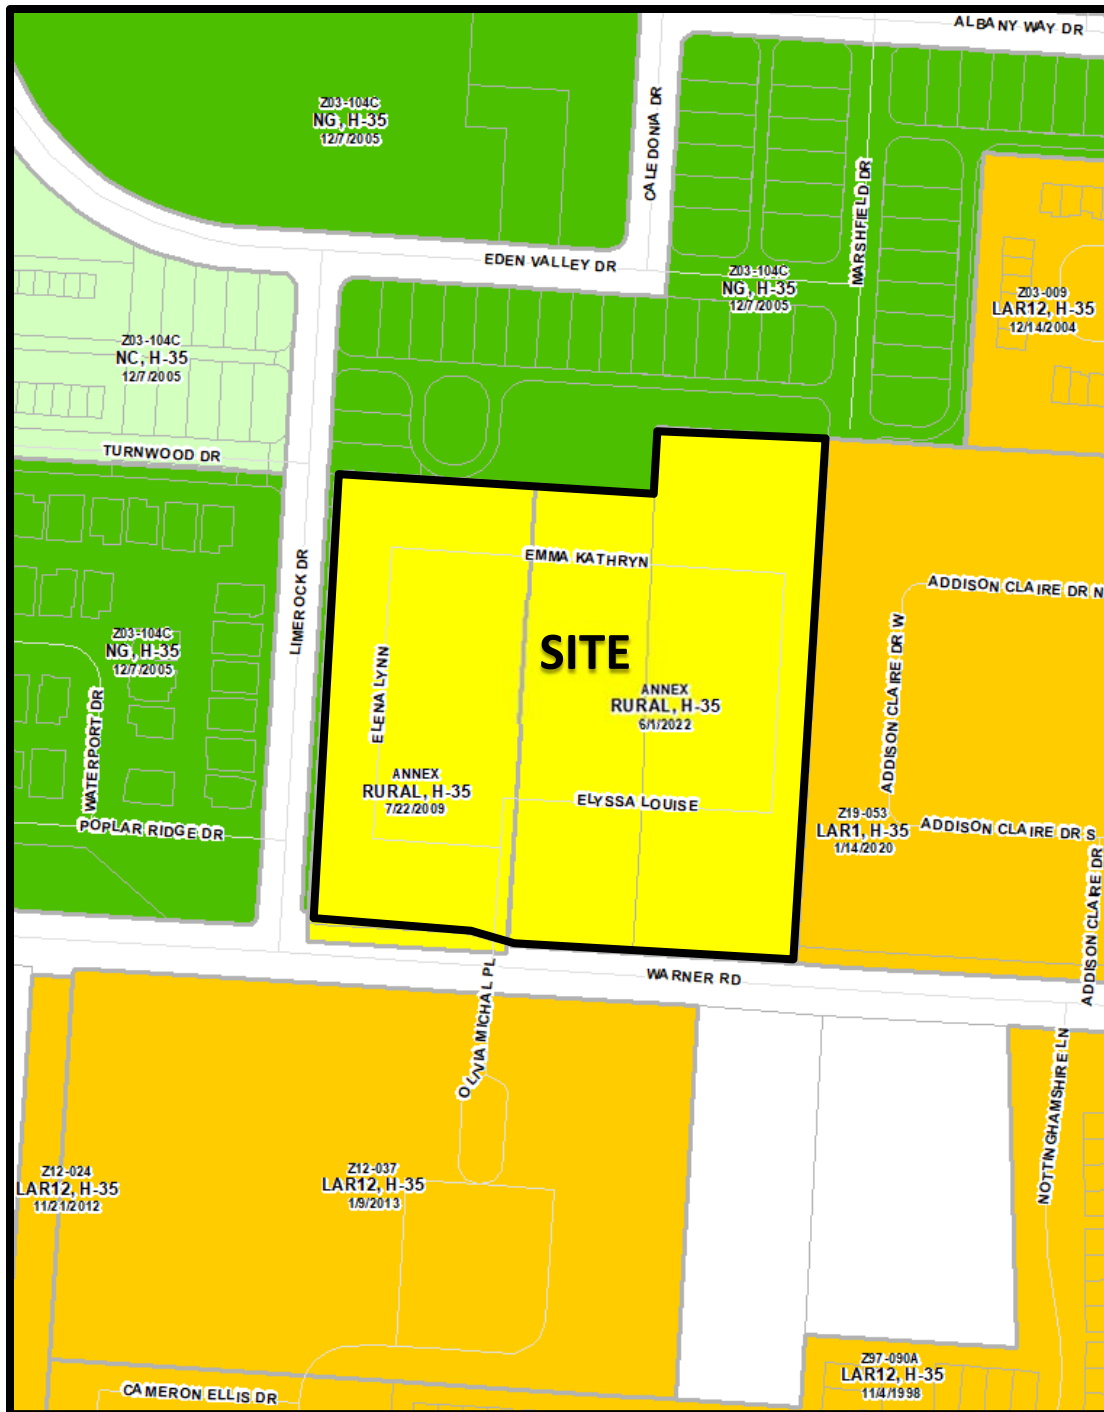 ALBANY WAY DR
Z03-104C
NG, H-35
12/7/2005
CALEDONIA DR
MARSHFIELD DR
EDEN VALLEY DR
Z03-104C
NG, H-35
12/7/2005
Z03-009
LAR12, H-35
12/14/2004
Z03-104C
NC, H-35
12/7/2005
TURNWOOD DR
LIMEROCK DR
EMMA KATHRYN
ADDISON CLAIRE DR N
ADDISON CLAIRE DR W
SITE
Z03-104C
NG, H-35
12/7/2005
ELENA LYNN
ANNEX
RURAL, H-35
6/1/2022
WATERPORT DR
ANNEX
RURAL, H-35
7/22/2009
ELYSSA LOUISE
Z19-053
LAR1, H-35
1/14/2020
POPLAR RIDGE DR
ADDISON CLAIRE DR S
ADDISON CLAIRE DR
WARNER RD
OLIVIA MICHAL PL
NOTTINGHAMSHIRE LN
Z12-024
LAR12, H-35
11/21/2012
Z12-037
LAR12, H-35
1/9/2013
Z97-090A
LAR12, H-35
11/4/1998
CAMERON ELLIS DR